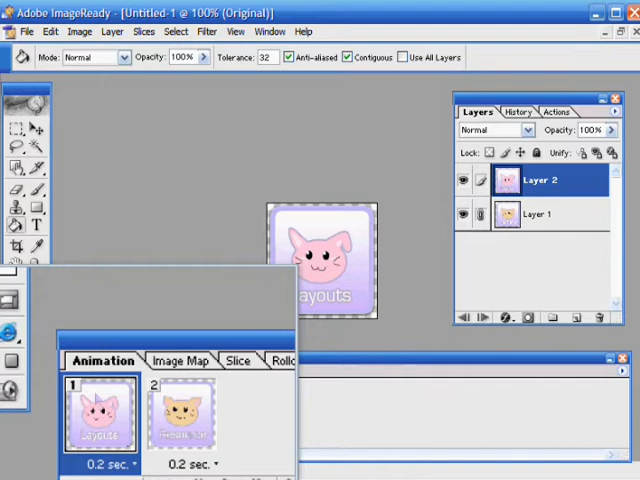 Adobe ImageReady - [Untitled-1 @ 100% (Original)]
File Edit Image Layer Slices Select Filter View Window Help
Mode: Normal Opacity: 100% Tolerance: 32 Anti-aliased Contiguous Use All Layers
Layers History Actions
Normal Opacity: 100%
Lock: Unify:
Layer 2
Layer 1
ayouts
Animation Image Map Slice Rollo
1 2
Layouts
0.2 sec. 0.2 sec.